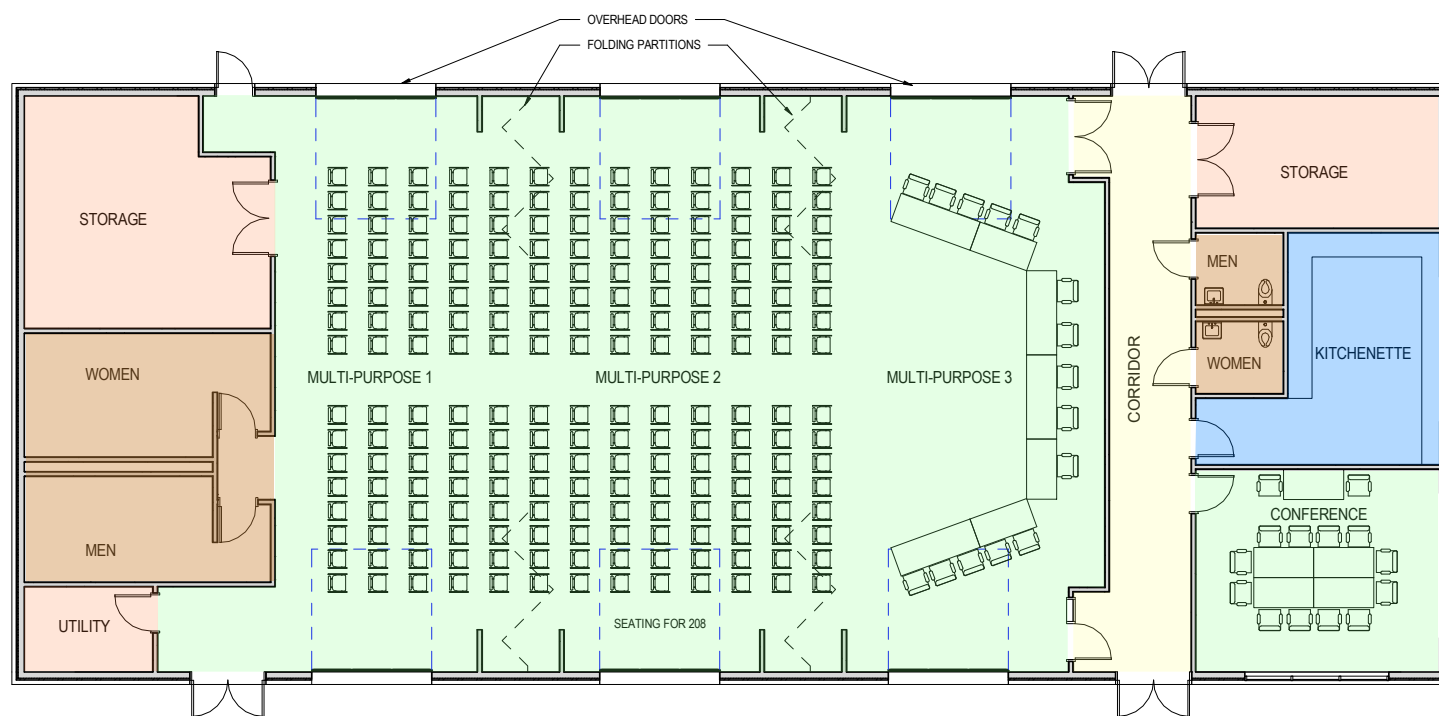 OVERHEAD DOORS
FOLDING PARTITIONS
STORAGE
STORAGE
MEN
WOMEN
KITCHENETTE
WOMEN
MULTI-PURPOSE 1
MULTI-PURPOSE 2
MULTI-PURPOSE 3
CORRIDOR
CONFERENCE
MEN
UTILITY
SEATING FOR 208